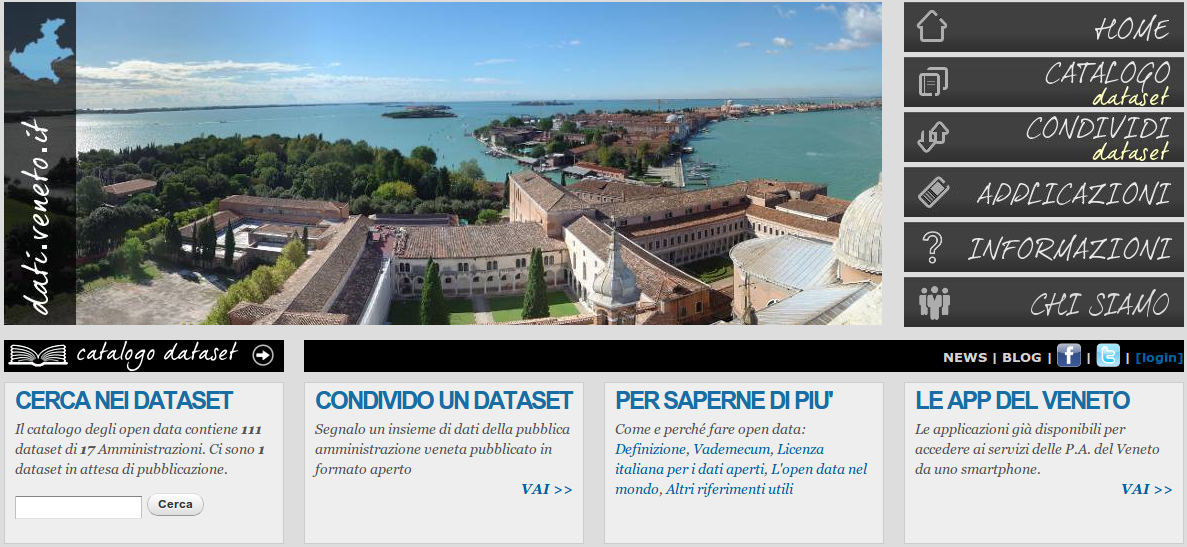 dati.veneto.it
HOME
CATALOGO
dataset
CONDIVIDI
dataset
APPLICAZIONI
INFORMAZIONI
CHI SIAMO
catalogo dataset
NEWS | BLOG | f | t | [login]
CERCA NEI DATASET
Il catalogo degli open data contiene 111
dataset di 17 Amministrazioni. Ci sono 1
dataset in attesa di pubblicazione.
Cerca
CONDIVIDO UN DATASET
Segnalo un insieme di dati della pubblica
amministrazione veneta pubblicato in
formato aperto
VAI >>
PER SAPERNE DI PIU'
Come e perché fare open data:
Definizione, Vademecum, Licenza
italiana per i dati aperti, L'open data nel
mondo, Altri riferimenti utili
LE APP DEL VENETO
Le applicazioni già disponibili per
accedere ai servizi delle P.A. del Veneto
da uno smartphone.
VAI >>